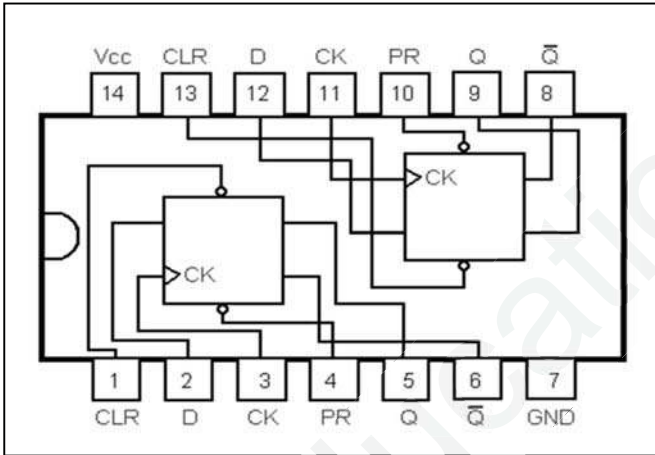 Vcc CLR D CK PR Q Q̅
14 13 12 11 10 9 8
CK
CK
1 2 3 4 5 6 7
CLR D CK PR Q Q̅ GND